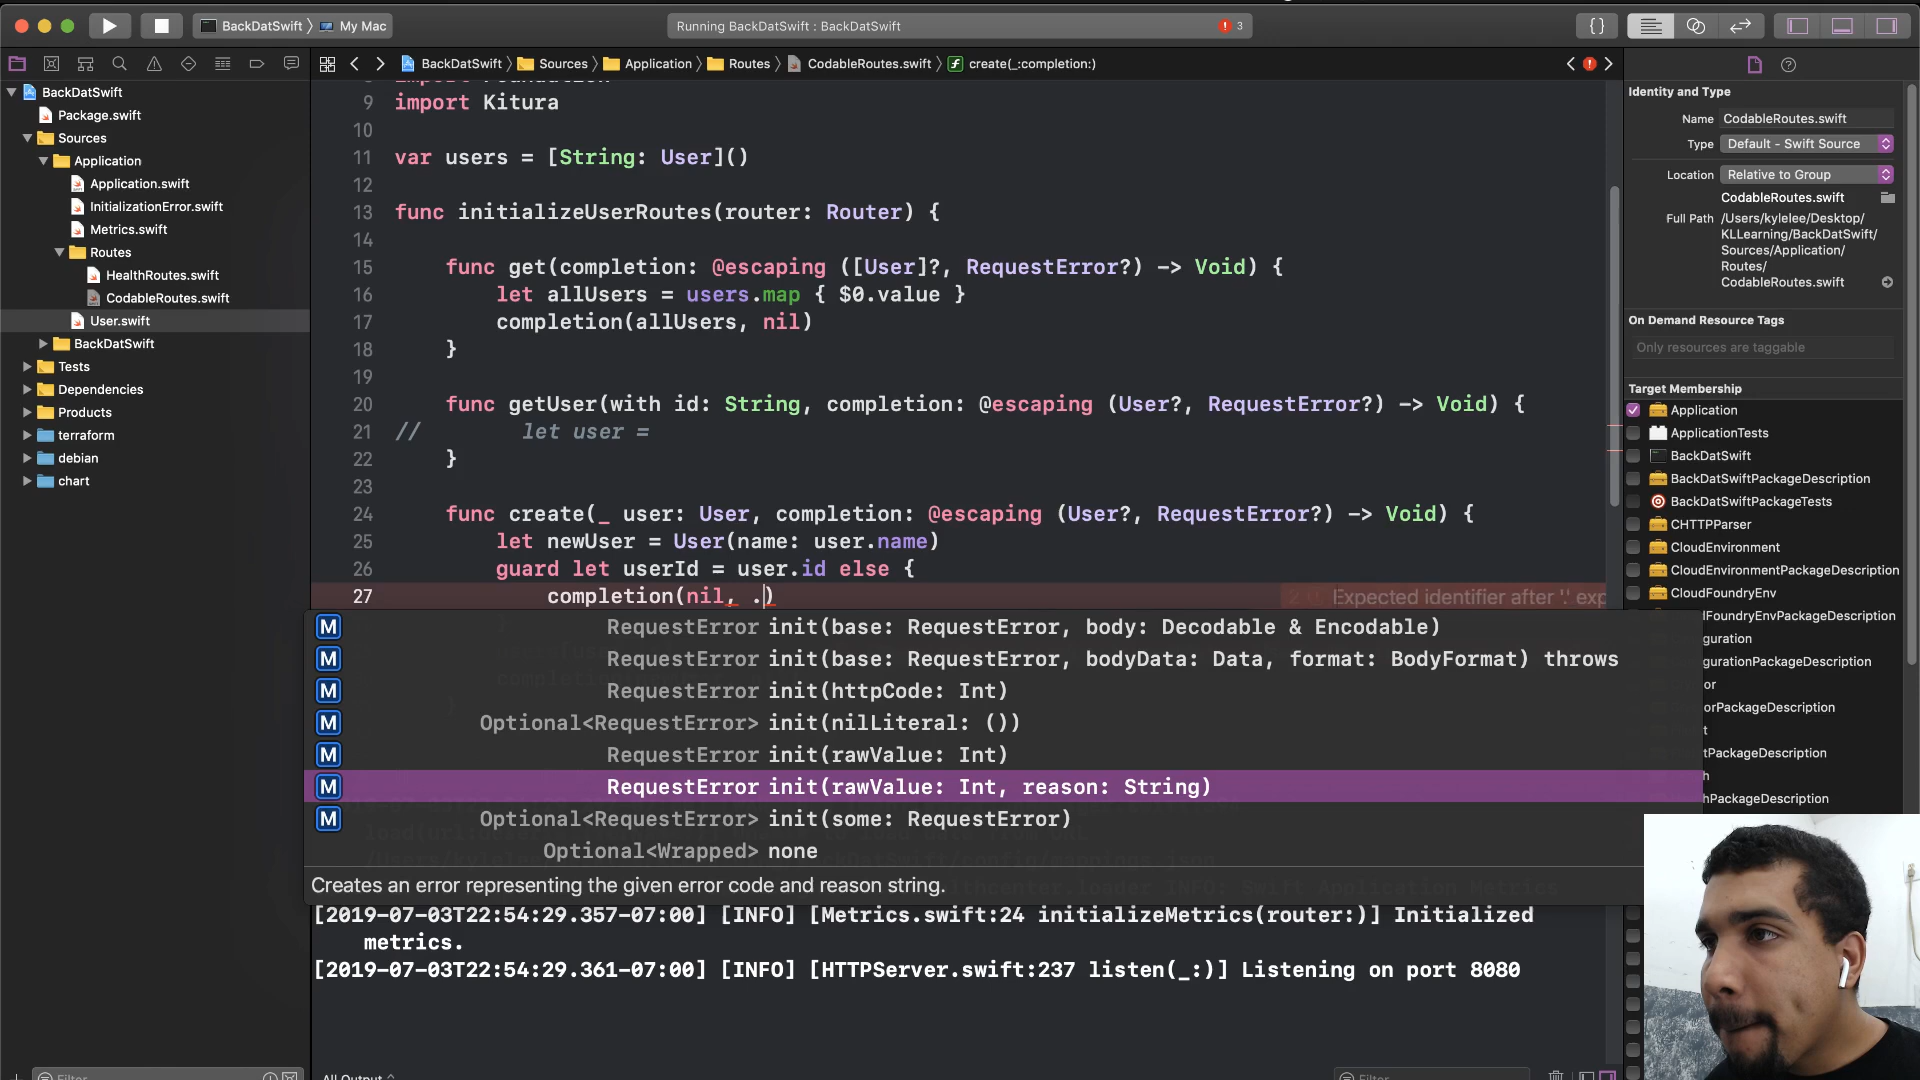 BackDatSwift 〉 My Mac
Running BackDatSwift : BackDatSwift
3
{}
BackDatSwift 〉 Sources 〉 Application 〉 Routes 〉 CodableRoutes.swift 〉 create(_:completion:)
BackDatSwift
Package.swift
Sources
Application
Application.swift
InitializationError.swift
Metrics.swift
Routes
HealthRoutes.swift
CodableRoutes.swift
User.swift
BackDatSwift
Tests
Dependencies
Products
terraform
debian
chart
Filter
9 import Kitura
10
11 var users = [String: User]()
12
13 func initializeUserRoutes(router: Router) {
14
15 func get(completion: @escaping ([User]?, RequestError?) -> Void) {
16 let allUsers = users.map { $0.value }
17 completion(allUsers, nil)
18 }
19
20 func getUser(with id: String, completion: @escaping (User?, RequestError?) -> Void) {
21 // let user =
22 }
23
24 func create(_ user: User, completion: @escaping (User?, RequestError?) -> Void) {
25 let newUser = User(name: user.name)
26 guard let userId = user.id else {
27 completion(nil, .)
Expected identifier after '.' exp
M RequestError init(base: RequestError, body: Decodable & Encodable)
M RequestError init(base: RequestError, bodyData: Data, format: BodyFormat) throws
M RequestError init(httpCode: Int)
M Optional<RequestError> init(nilLiteral: ())
M RequestError init(rawValue: Int)
M RequestError init(rawValue: Int, reason: String)
M Optional<RequestError> init(some: RequestError)
Optional<Wrapped> none
Creates an error representing the given error code and reason string.
[2019-07-03T22:54:29.357-07:00] [INFO] [Metrics.swift:24 initializeMetrics(router:)] Initialized
metrics.
[2019-07-03T22:54:29.361-07:00] [INFO] [HTTPServer.swift:237 listen(_:)] Listening on port 8080
All Output
Filter
Identity and Type
Name CodableRoutes.swift
Type Default - Swift Source
Location Relative to Group
CodableRoutes.swift
Full Path /Users/kylelee/Desktop/
KLLearning/BackDatSwift/
Sources/Application/
Routes/
CodableRoutes.swift
On Demand Resource Tags
Only resources are taggable
Target Membership
Application
ApplicationTests
BackDatSwift
BackDatSwiftPackageDescription
BackDatSwiftPackageTests
CHTTPParser
CloudEnvironment
CloudEnvironmentPackageDescription
CloudFoundryEnv
dFoundryEnvPackageDescription
guration
gurationPackageDescription
or
orPackageDescription
t
tPackageDescription
h
hPackageDescription